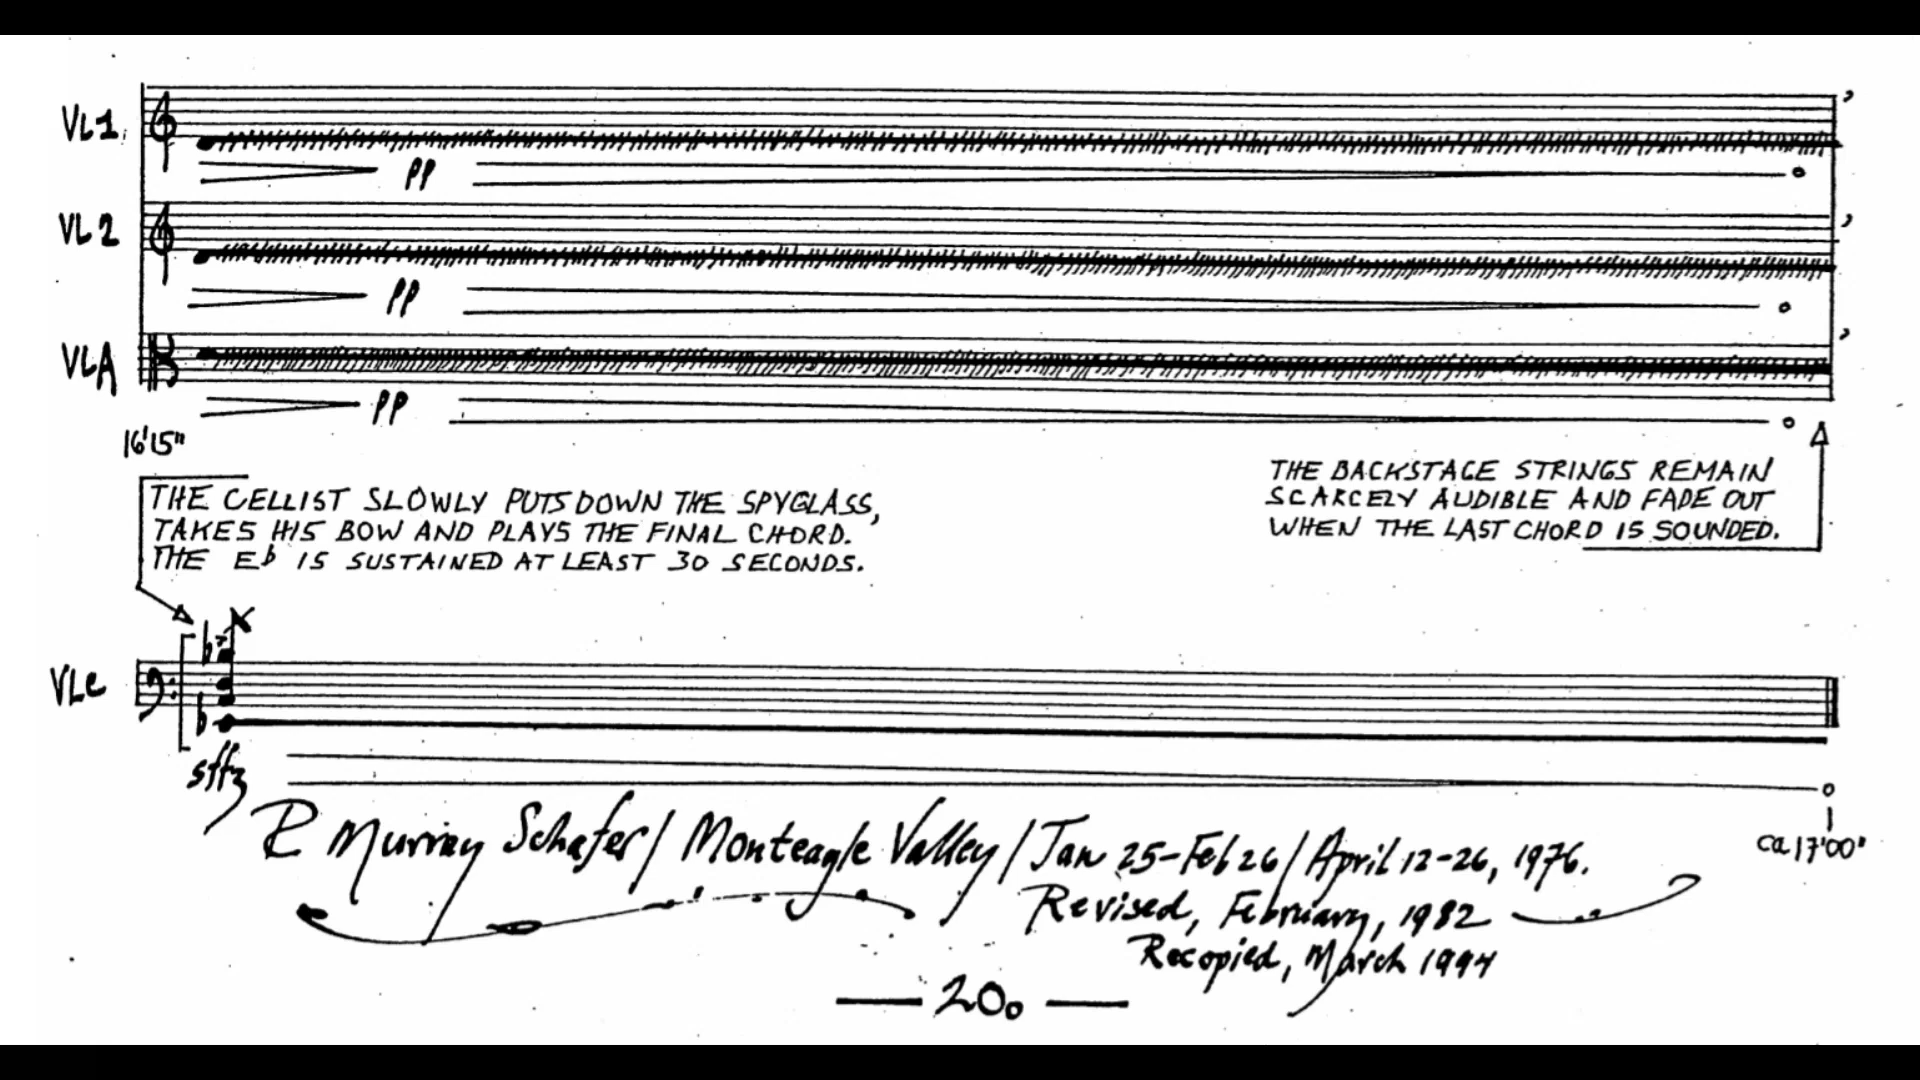 VL1.
pp
VL 2
pp
VLA
pp
16'15"
THE CELLIST SLOWLY PUTS DOWN THE SPYGLASS,
TAKES HIS BOW AND PLAYS THE FINAL CHORD.
THE E♭ IS SUSTAINED AT LEAST 30 SECONDS.
THE BACKSTAGE STRINGS REMAIN
SCARCELY AUDIBLE AND FADE OUT
WHEN THE LAST CHORD IS SOUNDED.
VLC
sffz
R Murray Schafer / Monteagle Valley / Jan 25-Feb 26 / April 12-26, 1976.
ca 17'00"
Revised, February, 1982
Recopied, March 1994
— 20. —